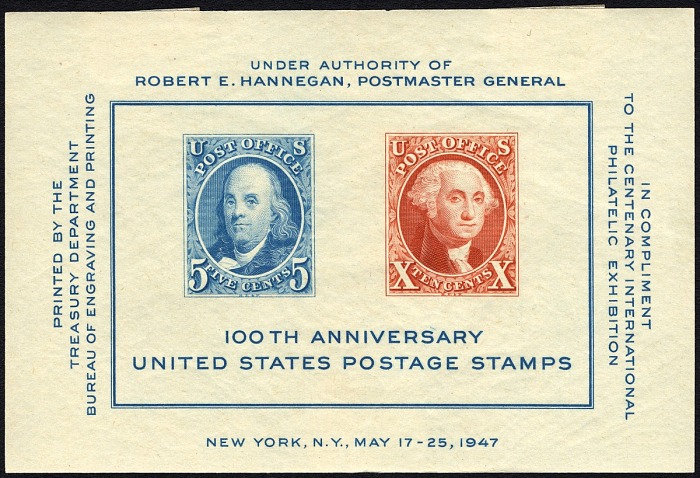 UNDER AUTHORITY OF
ROBERT E. HANNEGAN, POSTMASTER GENERAL
PRINTED BY THE
TREASURY DEPARTMENT
BUREAU OF ENGRAVING AND PRINTING
U S
POST OFFICE
5 FIVE CENTS 5
U S
POST OFFICE
X TEN CENTS X
100TH ANNIVERSARY
UNITED STATES POSTAGE STAMPS
IN COMPLIMENT
TO THE CENTENARY INTERNATIONAL
PHILATELIC EXHIBITION
NEW YORK, N.Y., MAY 17-25, 1947